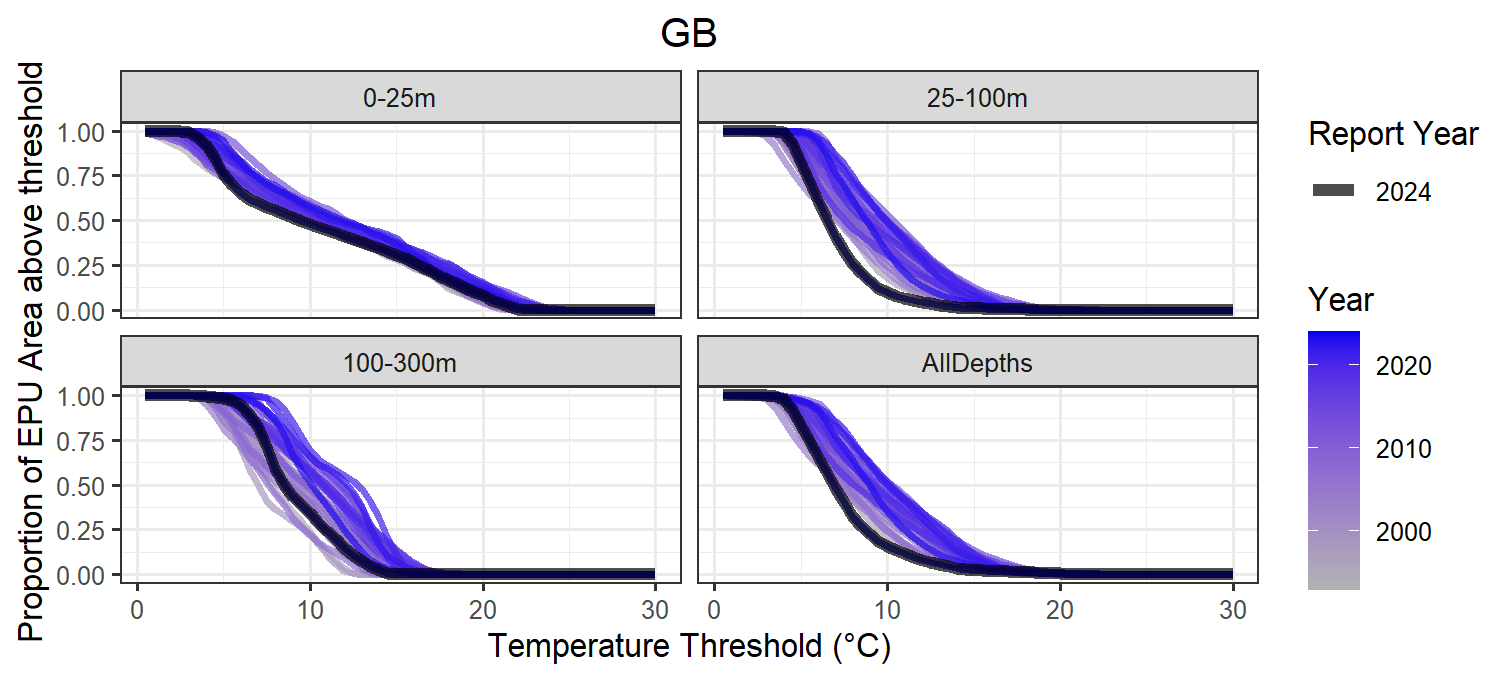 GB
0-25m
25-100m
1.00
0.75
0.50
0.25
0.00
100-300m
AllDepths
1.00
0.75
0.50
0.25
0.00
0 10 20 30
0 10 20 30
Temperature Threshold (°C)
Proportion of EPU Area above threshold
Report Year
2024
Year
2020
2010
2000